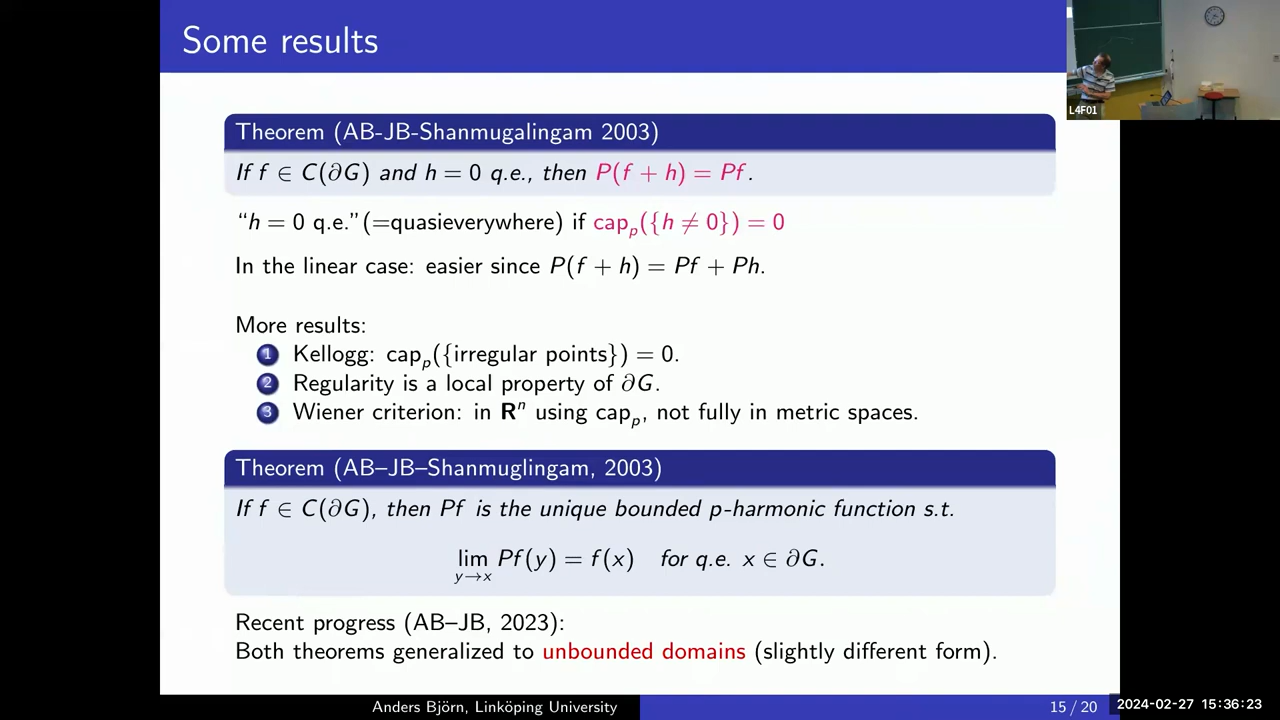 Some results
L4F01
Theorem (AB-JB-Shanmugalingam 2003)
If f ∈ C(∂G) and h = 0 q.e., then P(f + h) = Pf.
“h = 0 q.e.”(=quasieverywhere) if capₚ({h ≠ 0}) = 0
In the linear case: easier since P(f + h) = Pf + Ph.
More results:
1 Kellogg: capₚ({irregular points}) = 0.
2 Regularity is a local property of ∂G.
3 Wiener criterion: in Rⁿ using capₚ, not fully in metric spaces.
Theorem (AB–JB–Shanmuglingam, 2003)
If f ∈ C(∂G), then Pf is the unique bounded p-harmonic function s.t.
lim Pf(y) = f(x) for q.e. x ∈ ∂G.
y→x
Recent progress (AB–JB, 2023):
Both theorems generalized to unbounded domains (slightly different form).
Anders Björn, Linköping University
15 / 20
2024-02-27 15:36:23